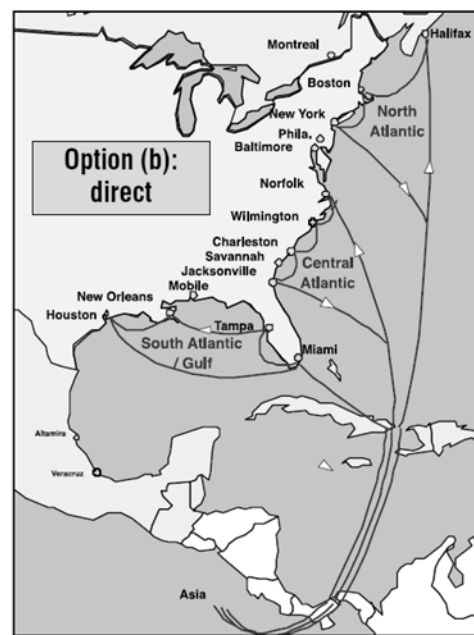 Halifax
Montreal
Boston
New York
North
Atlantic
Phila,
Baltimore
Option (b):
direct
Norfolk
Wilmington
Charleston
Savannah
Central
Atlantic
Jacksonville
Mobile
New Orleans
Houston
Tampa
South Atlantic
/ Gulf
Miami
Altamira
Veracruz
Asia